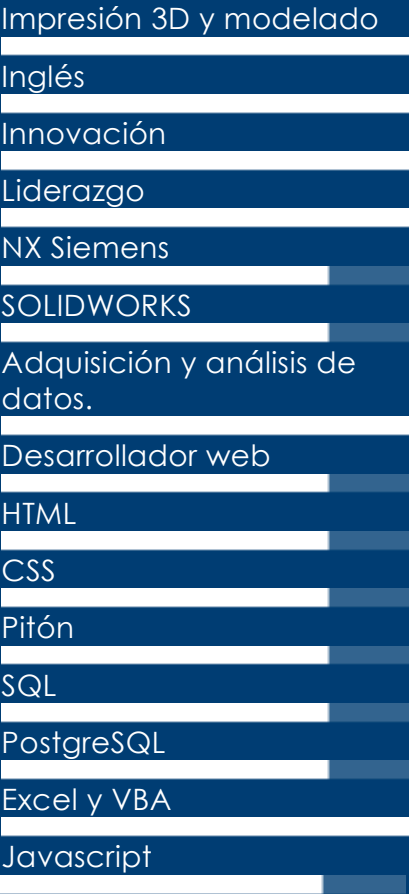 Impresión 3D y modelado
Inglés
Innovación
Liderazgo
NX Siemens
SOLIDWORKS
Adquisición y análisis de
datos.
Desarrollador web
HTML
CSS
Pitón
SQL
PostgreSQL
Excel y VBA
Javascript